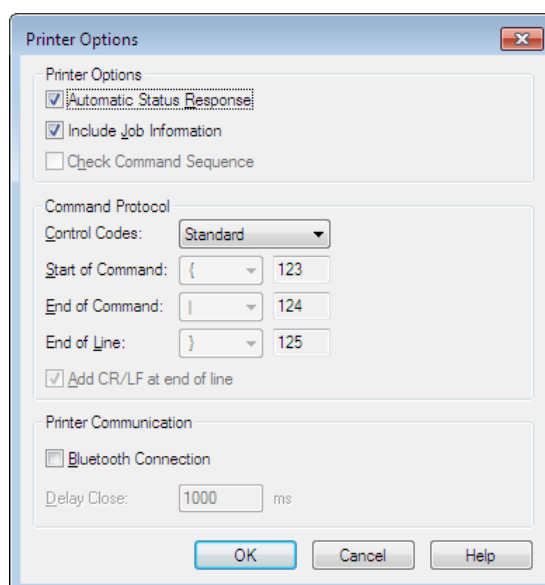 Printer Options
Printer Options
Automatic Status Response
Include Job Information
Check Command Sequence
Command Protocol
Control Codes: Standard
Start of Command: { 123
End of Command: | 124
End of Line: } 125
Add CR/LF at end of line
Printer Communication
Bluetooth Connection
Delay Close: 1000 ms
OK Cancel Help